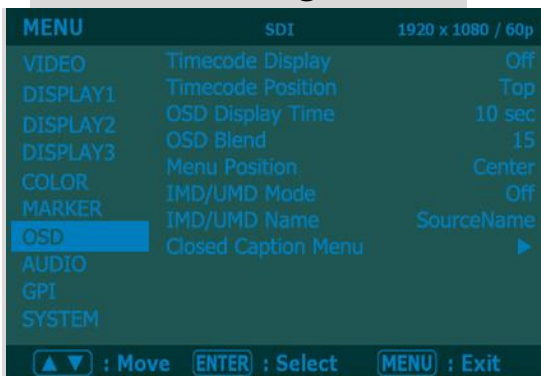 MENU SDI 1920 x 1080 / 60p
VIDEO Timecode Display Off
DISPLAY1 Timecode Position Top
DISPLAY2 OSD Display Time 10 sec
DISPLAY3 OSD Blend 15
COLOR Menu Position Center
MARKER IMD/UMD Mode Off
OSD IMD/UMD Name SourceName
AUDIO Closed Caption Menu ▶
GPI
SYSTEM
▲ ▼ : Move ENTER : Select MENU : Exit